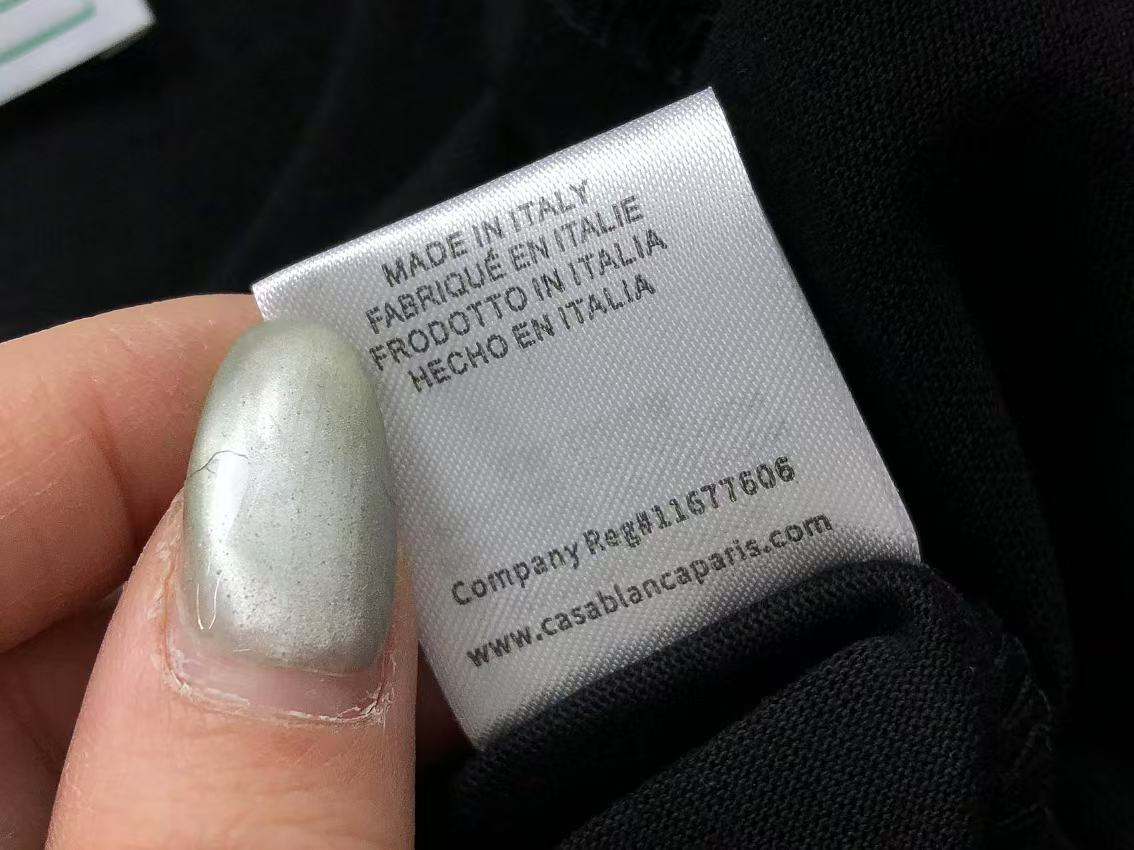 MADE IN ITALY
FABRIQUÉ EN ITALIE
FRODOTTO IN ITALIA
HECHO EN ITALIA
Company Reg#11677606
www.casablancaparis.com